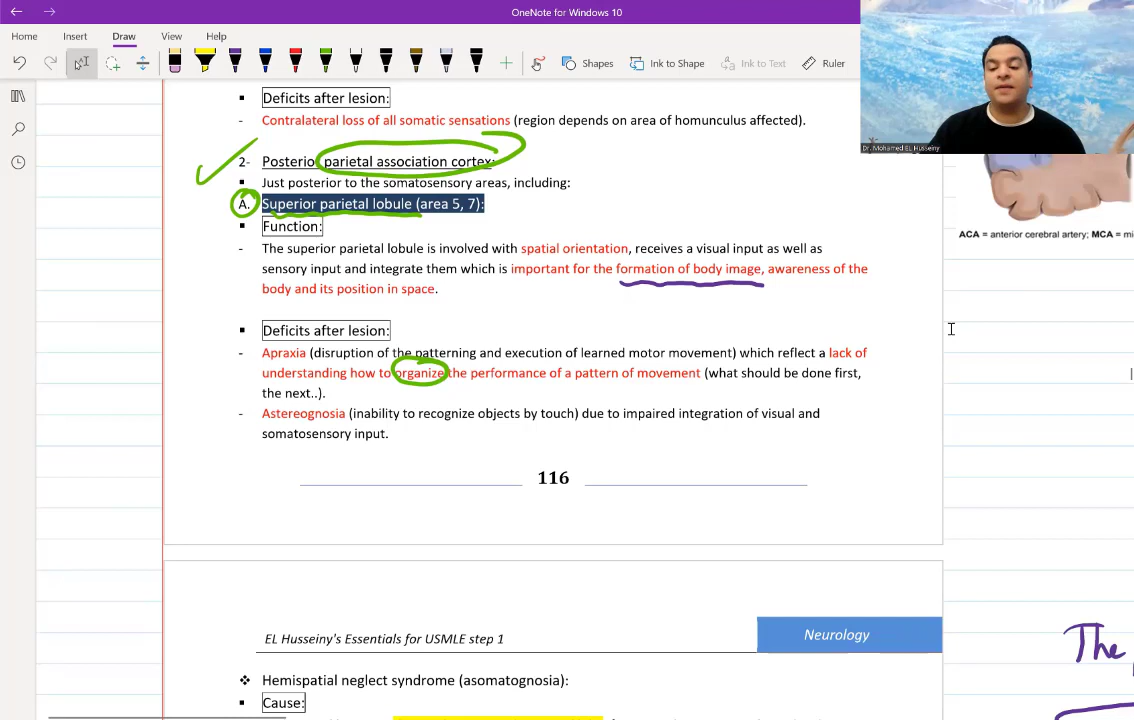 OneNote for Windows 10
Home Insert Draw View Help
Shapes Ink to Shape Ink to Text Ruler
Dr. Mohamed EL Husseiny
▪ Deficits after lesion:
- Contralateral loss of all somatic sensations (region depends on area of homunculus affected).
2- Posterio parietal association cortex:
▪ Just posterior to the somatosensory areas, including:
A. Superior parietal lobule (area 5, 7):
▪ Function:
- The superior parietal lobule is involved with spatial orientation, receives a visual input as well as
sensory input and integrate them which is important for the formation of body image, awareness of the
body and its position in space.
ACA = anterior cerebral artery; MCA = mi
▪ Deficits after lesion:
- Apraxia (disruption of the patterning and execution of learned motor movement) which reflect a lack of
understanding how to organize the performance of a pattern of movement (what should be done first,
the next..).
- Astereognosia (inability to recognize objects by touch) due to impaired integration of visual and
somatosensory input.
116
EL Husseiny's Essentials for USMLE step 1
Neurology
The
❖ Hemispatial neglect syndrome (asomatognosia):
▪ Cause: